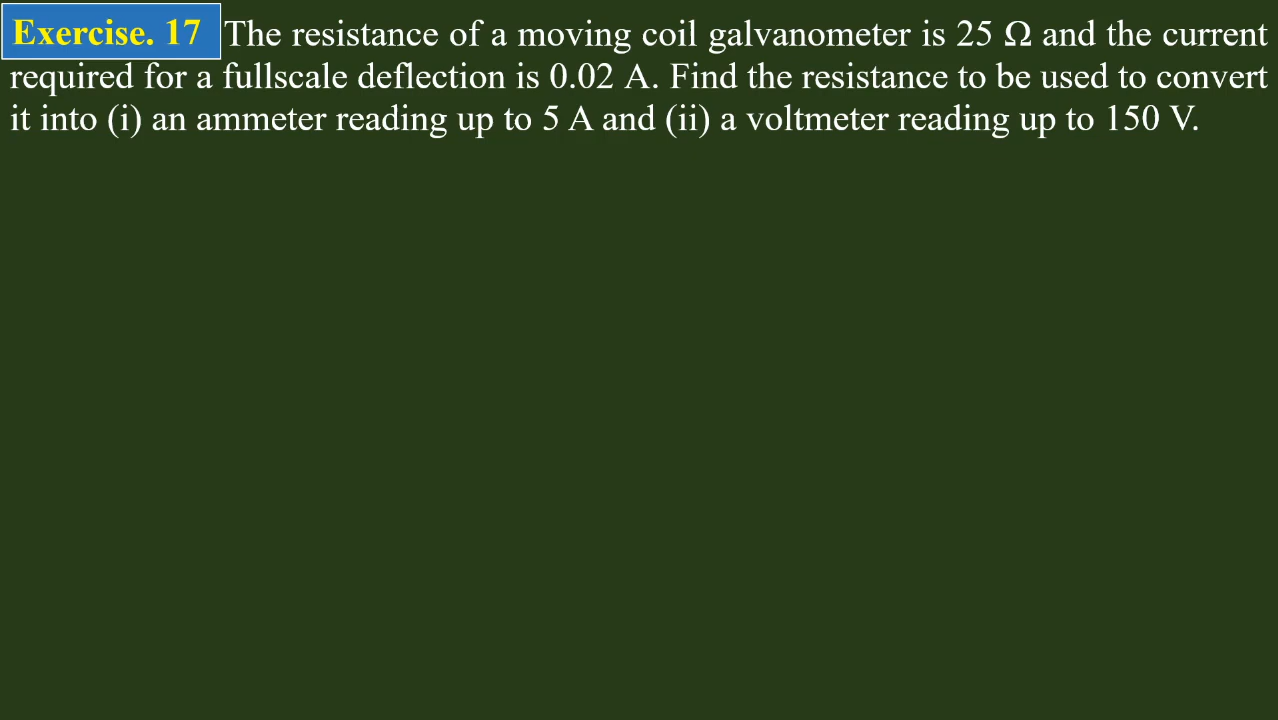 Exercise. 17 The resistance of a moving coil galvanometer is 25 Ω and the current
required for a fullscale deflection is 0.02 A. Find the resistance to be used to convert
it into (i) an ammeter reading up to 5 A and (ii) a voltmeter reading up to 150 V.